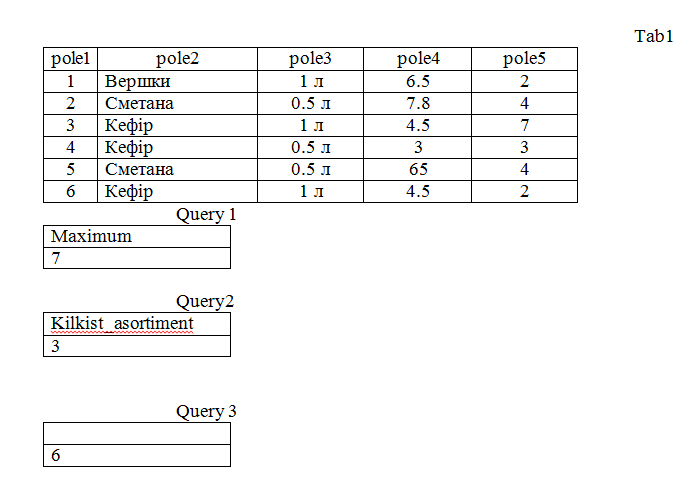 Tab1
pole1 pole2 pole3 pole4 pole5
1 Вершки 1 л 6.5 2
2 Сметана 0.5 л 7.8 4
3 Кефір 1 л 4.5 7
4 Кефір 0.5 л 3 3
5 Сметана 0.5 л 65 4
6 Кефір 1 л 4.5 2
Query 1
Maximum
7
Query2
Kilkist_asortiment
3
Query 3
6